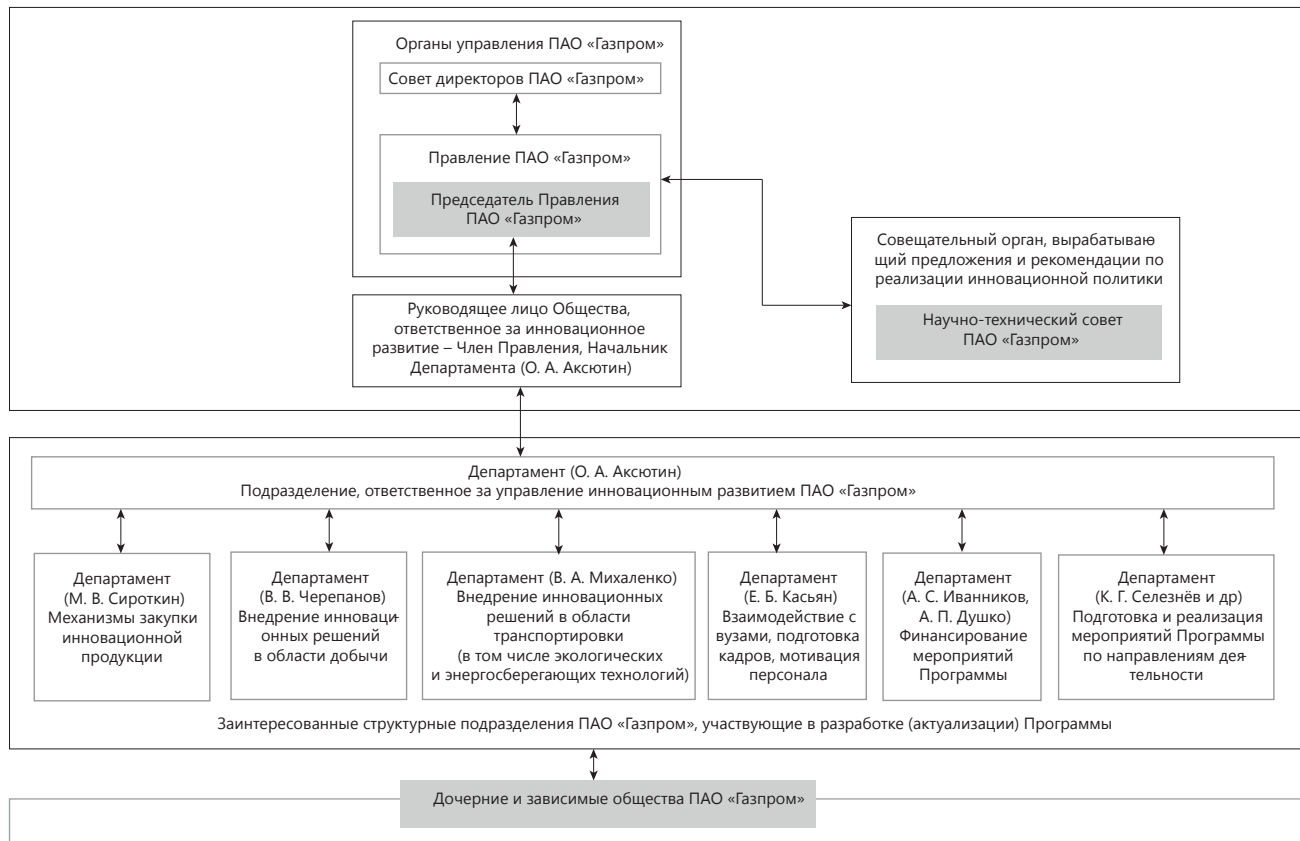 Органы управления ПАО «Газпром»
Совет директоров ПАО «Газпром»
Правление ПАО «Газпром»
Председатель Правления
ПАО «Газпром»
Совещательный орган, вырабатываю-
щий предложения и рекомендации по
реализации инновационной политики
Научно-технический совет
ПАО «Газпром»
Руководящее лицо Общества,
ответственное за инновационное
развитие – Член Правления, Начальник
Департамента (О. А. Аксютин)
Департамент (О. А. Аксютин)
Подразделение, ответственное за управление инновационным развитием ПАО «Газпром»
Департамент
(М. В. Сироткин)
Механизмы закупки
инновационной
продукции
Департамент
(В. В. Черепанов)
Внедрение инноваци-
онных решений
в области добычи
Департамент (В. А. Михаленко)
Внедрение инновационных
решений в области
транспортировки
(в том числе экологических
и энергосберегающих технологий)
Департамент
(Е. Б. Касьян)
Взаимодействие с
вузами, подготовка
кадров, мотивация
персонала
Департамент
(А. С. Иванников,
А. П. Душко)
Финансирование
мероприятий
Программы
Департамент
(К. Г. Селезнёв и др)
Подготовка и реализация
мероприятий Программы
по направлениям дея-
тельности
Заинтересованные структурные подразделения ПАО «Газпром», участвующие в разработке (актуализации) Программы
Дочерние и зависимые общества ПАО «Газпром»